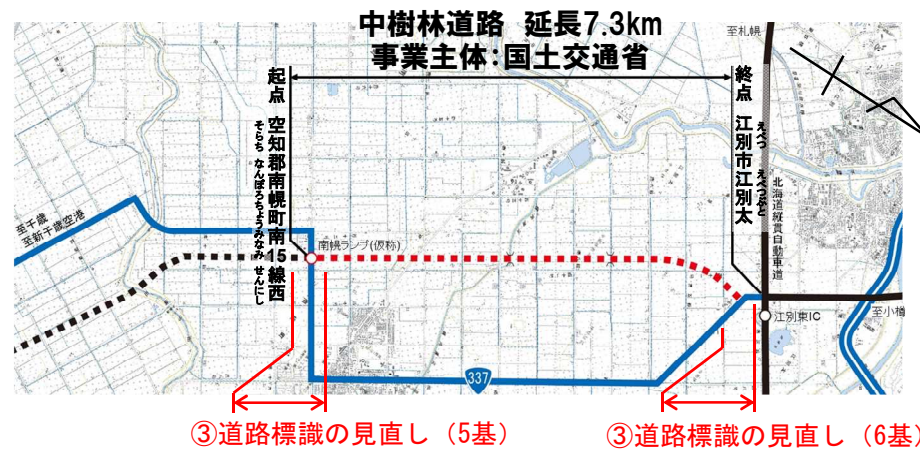 中樹林道路 延長7.3km
事業主体：国土交通省
至札幌
起点 空知郡南幌町南15線西
そらち なんぽろちょうみなみ せんにし
終点 江別市江別太
えべつ えべつぶと
北海道縦貫自動車道
至千歳
至新千歳空港
南幌ランプ(仮称)
至小樽
江別東IC
337
③道路標識の見直し（5基）
③道路標識の見直し（6基）